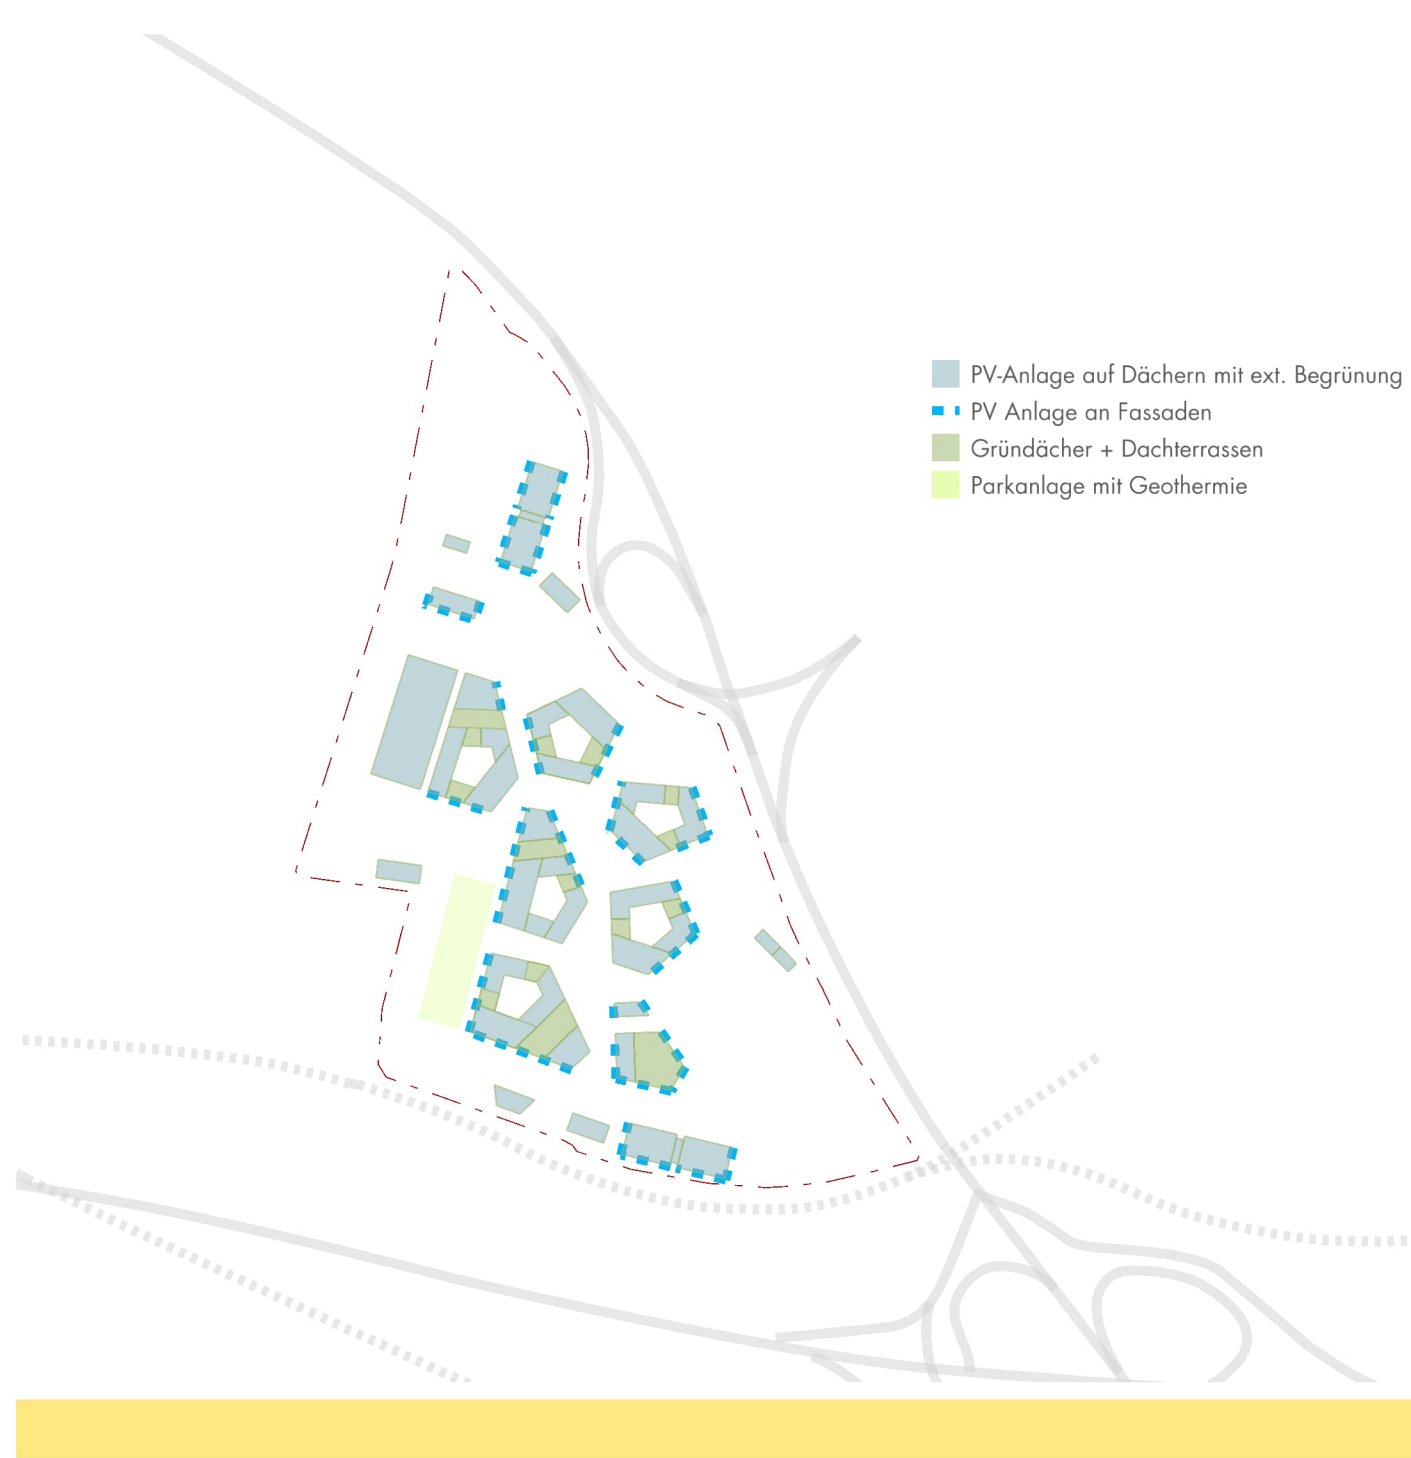 PV-Anlage auf Dächern mit ext. Begrünung
PV Anlage an Fassaden
Gründächer + Dachterrassen
Parkanlage mit Geothermie